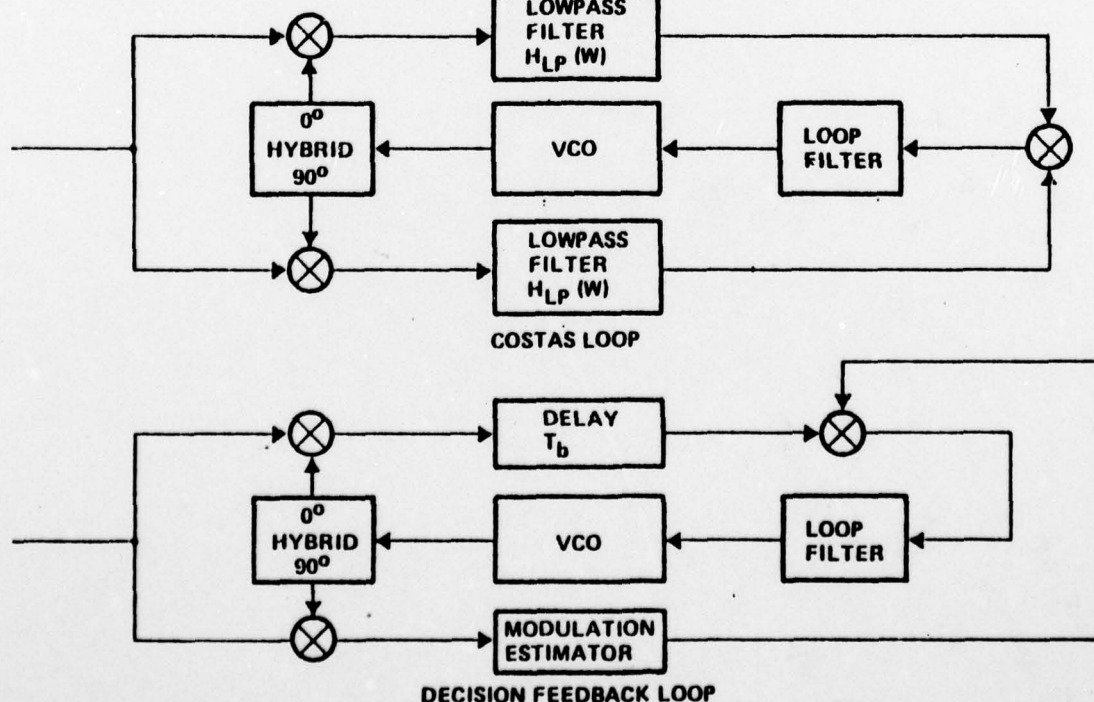 LOWPASS
FILTER
H_LP (W)
0°
HYBRID
90°
VCO
LOOP
FILTER
LOWPASS
FILTER
H_LP (W)
COSTAS LOOP
DELAY
T_b
0°
HYBRID
90°
VCO
LOOP
FILTER
MODULATION
ESTIMATOR
DECISION FEEDBACK LOOP